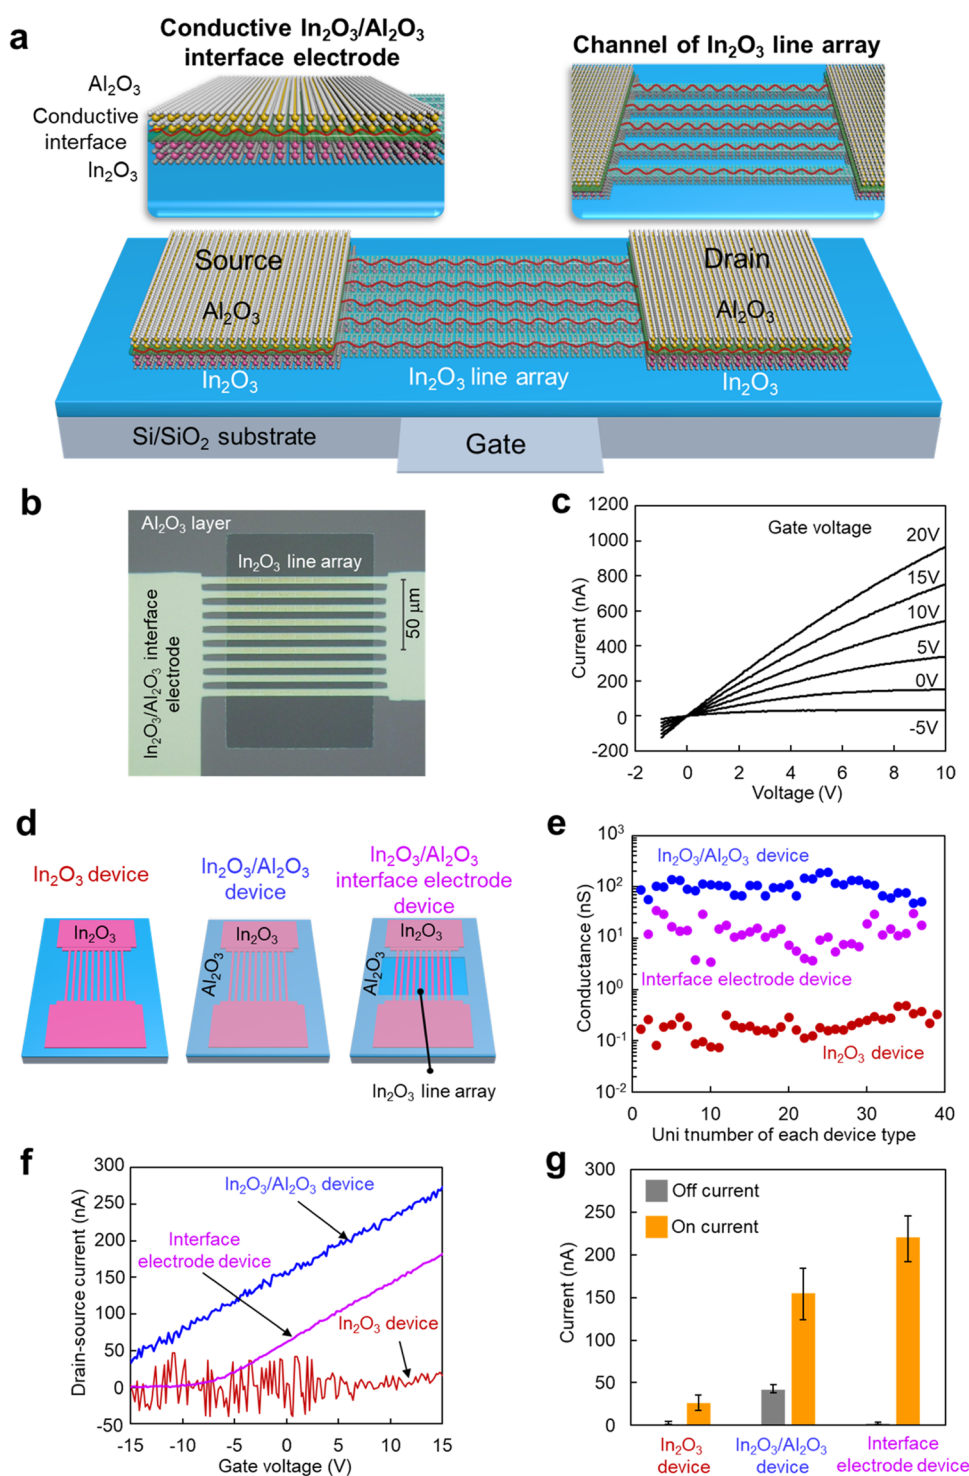 a
Conductive In₂O₃/Al₂O₃
interface electrode
Channel of In₂O₃ line array
Al₂O₃
Conductive
interface
In₂O₃
Source
Drain
Al₂O₃
Al₂O₃
In₂O₃
In₂O₃ line array
In₂O₃
Si/SiO₂ substrate
Gate
b
Al₂O₃ layer
In₂O₃ line array
50 μm
In₂O₃/Al₂O₃ interface
electrode
c
1200
1000
800
600
400
200
0
-200
Current (nA)
Gate voltage
20V
15V
10V
5V
0V
-5V
-2
0
2
4
6
8
10
Voltage (V)
d
In₂O₃ device
In₂O₃/Al₂O₃
device
In₂O₃/Al₂O₃
interface electrode
device
In₂O₃
In₂O₃
In₂O₃
Al₂O₃
Al₂O₃
In₂O₃ line array
e
10³
10²
10¹
10⁰
10⁻¹
10⁻²
Conductance (nS)
In₂O₃/Al₂O₃ device
Interface electrode device
In₂O₃ device
0
10
20
30
40
Uni tnumber of each device type
f
300
250
200
150
100
50
0
-50
Drain-source current (nA)
In₂O₃/Al₂O₃ device
Interface
electrode device
In₂O₃ device
-15
-10
-5
0
5
10
15
Gate voltage (V)
g
300
250
200
150
100
50
0
Current (nA)
Off current
On current
In₂O₃
device
In₂O₃/Al₂O₃
device
Interface
electrode device